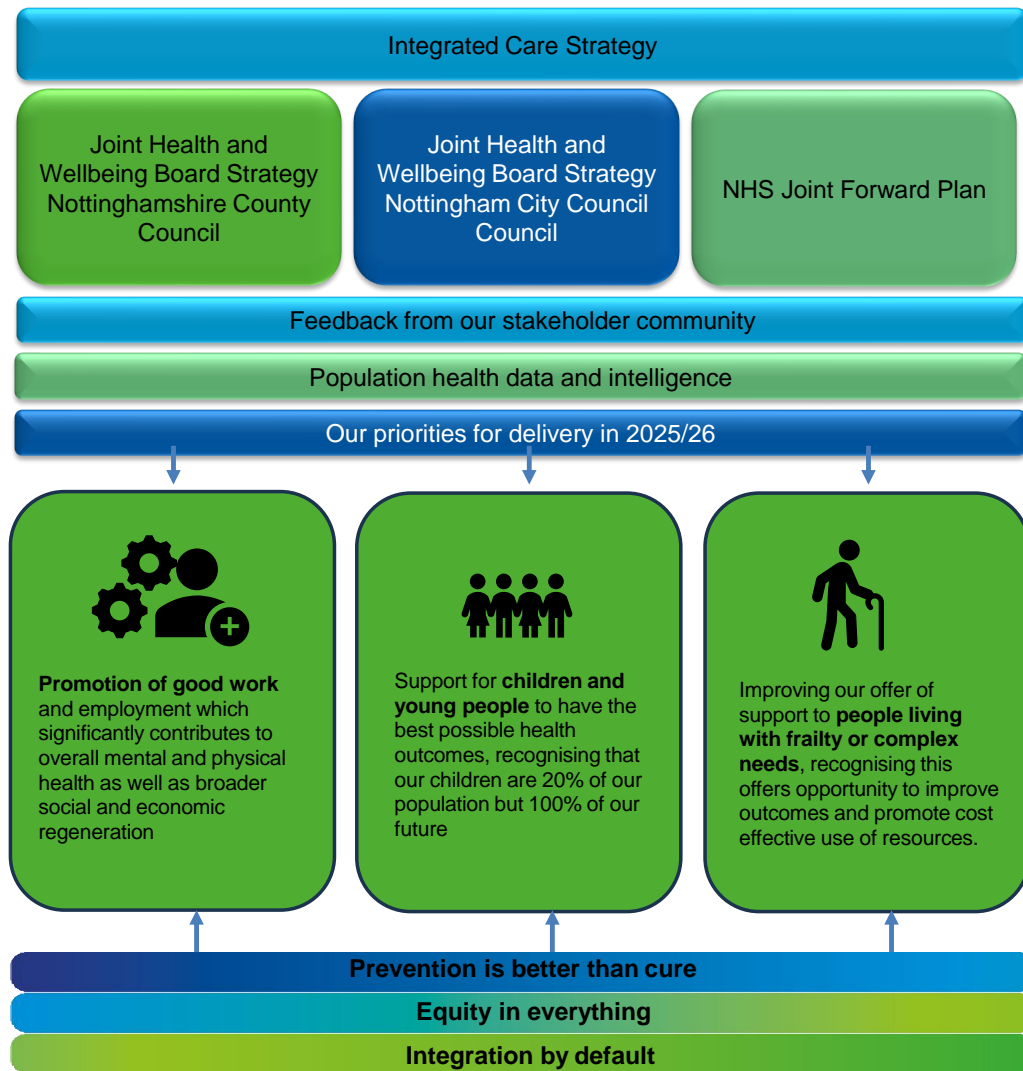 Integrated Care Strategy
Joint Health and
Wellbeing Board Strategy
Nottinghamshire County
Council
Joint Health and
Wellbeing Board Strategy
Nottingham City Council
Council
NHS Joint Forward Plan
Feedback from our stakeholder community
Population health data and intelligence
Our priorities for delivery in 2025/26
Promotion of good work
and employment which
significantly contributes to
overall mental and physical
health as well as broader
social and economic
regeneration
Support for children and
young people to have the
best possible health
outcomes, recognising that
our children are 20% of our
population but 100% of our
future
Improving our offer of
support to people living
with frailty or complex
needs, recognising this
offers opportunity to improve
outcomes and promote cost
effective use of resources.
Prevention is better than cure
Equity in everything
Integration by default